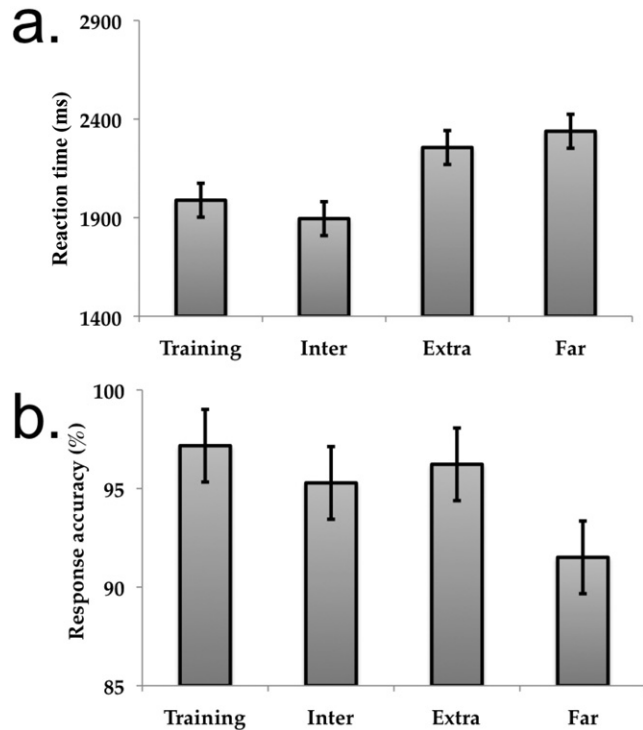 a.
Reaction time (ms)
2900
2400
1900
1400
Training Inter Extra Far
b.
Response accuracy (%)
100
95
90
85
Training Inter Extra Far